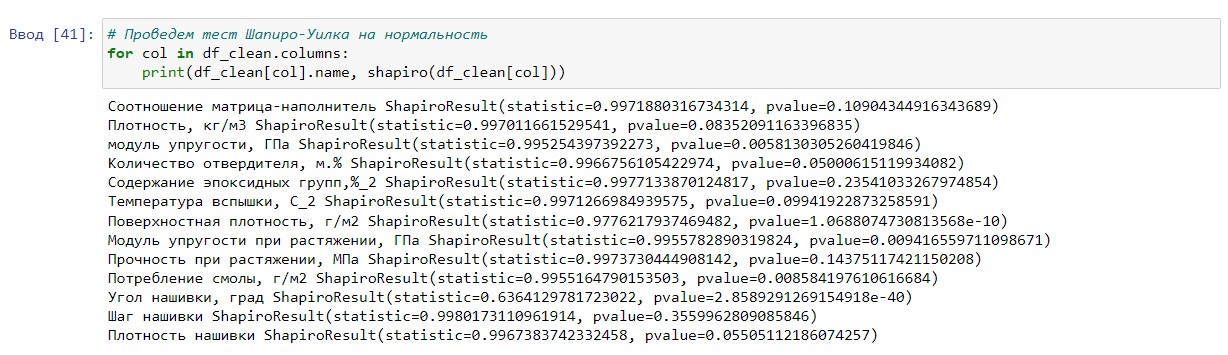 Ввод [41]: # Проведем тест Шапиро-Уилка на нормальность
for col in df_clean.columns:
    print(df_clean[col].name, shapiro(df_clean[col]))
Соотношение матрица-наполнитель ShapiroResult(statistic=0.9971880316734314, pvalue=0.10904344916343689)
Плотность, кг/м3 ShapiroResult(statistic=0.997011661529541, pvalue=0.08352091163396835)
модуль упругости, ГПа ShapiroResult(statistic=0.995254397392273, pvalue=0.0058130305260419846)
Количество отвердителя, м.% ShapiroResult(statistic=0.9966756105422974, pvalue=0.05000615119934082)
Содержание эпоксидных групп,%_2 ShapiroResult(statistic=0.9977133870124817, pvalue=0.23541033267974854)
Температура вспышки, С_2 ShapiroResult(statistic=0.9971266984939575, pvalue=0.09941922873258591)
Поверхностная плотность, г/м2 ShapiroResult(statistic=0.9776217937469482, pvalue=1.0688074730813568e-10)
Модуль упругости при растяжении, ГПа ShapiroResult(statistic=0.9955782890319824, pvalue=0.009416559711098671)
Прочность при растяжении, МПа ShapiroResult(statistic=0.9973730444908142, pvalue=0.14375117421150208)
Потребление смолы, г/м2 ShapiroResult(statistic=0.9955164790153503, pvalue=0.008584197610616684)
Угол нашивки, град ShapiroResult(statistic=0.6364129781723022, pvalue=2.8589291269154918e-40)
Шаг нашивки ShapiroResult(statistic=0.9980173110961914, pvalue=0.3559962809085846)
Плотность нашивки ShapiroResult(statistic=0.9967383742332458, pvalue=0.05505112186074257)